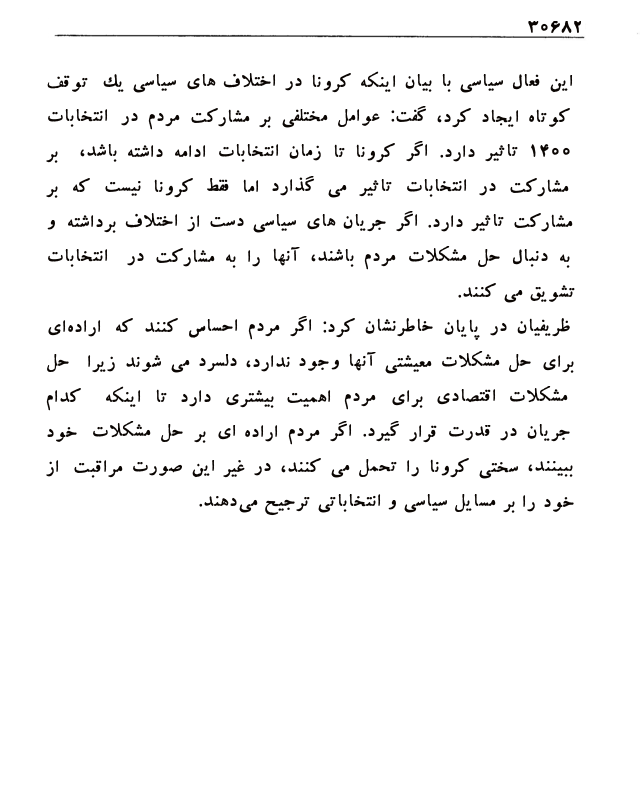 ۳۰۶۸۲
این فعال سیاسی با بیان اینکه کرونا در اختلاف های سیاسی یك توقف
کوتاه ایجاد کرد، گفت: عوامل مختلفی بر مشارکت مردم در انتخابات
۱۴۰۰ تاثیر دارد. اگر کرونا تا زمان انتخابات ادامه داشته باشد، بر
مشارکت در انتخابات تاثیر می گذارد اما فقط کرونا نیست که بر
مشارکت تاثیر دارد. اگر جریان های سیاسی دست از اختلاف برداشته و
به دنبال حل مشکلات مردم باشند، آنها را به مشارکت در انتخابات
تشویق می کنند.
ظریفیان در پایان خاطرنشان کرد: اگر مردم احساس کنند که اراده‌ای
برای حل مشکلات معیشتی آنها وجود ندارد، دلسرد می شوند زیرا حل
مشکلات اقتصادی برای مردم اهمیت بیشتری دارد تا اینکه کدام
جریان در قدرت قرار گیرد. اگر مردم اراده ای بر حل مشکلات خود
ببینند، سختی کرونا را تحمل می کنند، در غیر این صورت مراقبت از
خود را بر مسایل سیاسی و انتخاباتی ترجیح می‌دهند.